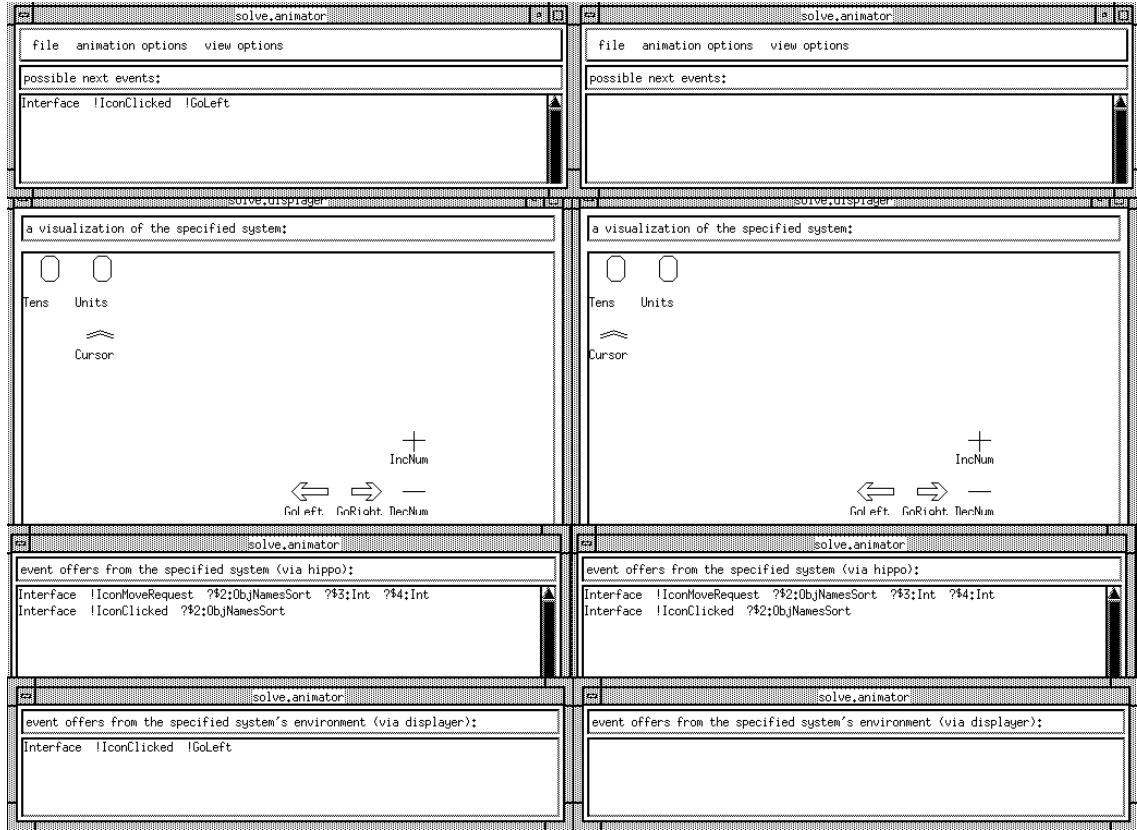 solve.animator
file animation options view options
possible next events:
Interface !IconClicked !GoLeft
solve.displayer
a visualization of the specified system:
Tens Units
Cursor
IncNum
GoLeft GoRight DecNum
solve.animator
event offers from the specified system (via hippo):
Interface !IconMoveRequest ?$2:ObjNamesSort ?$3:Int ?$4:Int
Interface !IconClicked ?$2:ObjNamesSort
solve.animator
event offers from the specified system's environment (via displayer):
Interface !IconClicked !GoLeft
solve.animator
file animation options view options
possible next events:
solve.displayer
a visualization of the specified system:
Tens Units
Cursor
IncNum
GoLeft GoRight DecNum
solve.animator
event offers from the specified system (via hippo):
Interface !IconMoveRequest ?$2:ObjNamesSort ?$3:Int ?$4:Int
Interface !IconClicked ?$2:ObjNamesSort
solve.animator
event offers from the specified system's environment (via displayer):